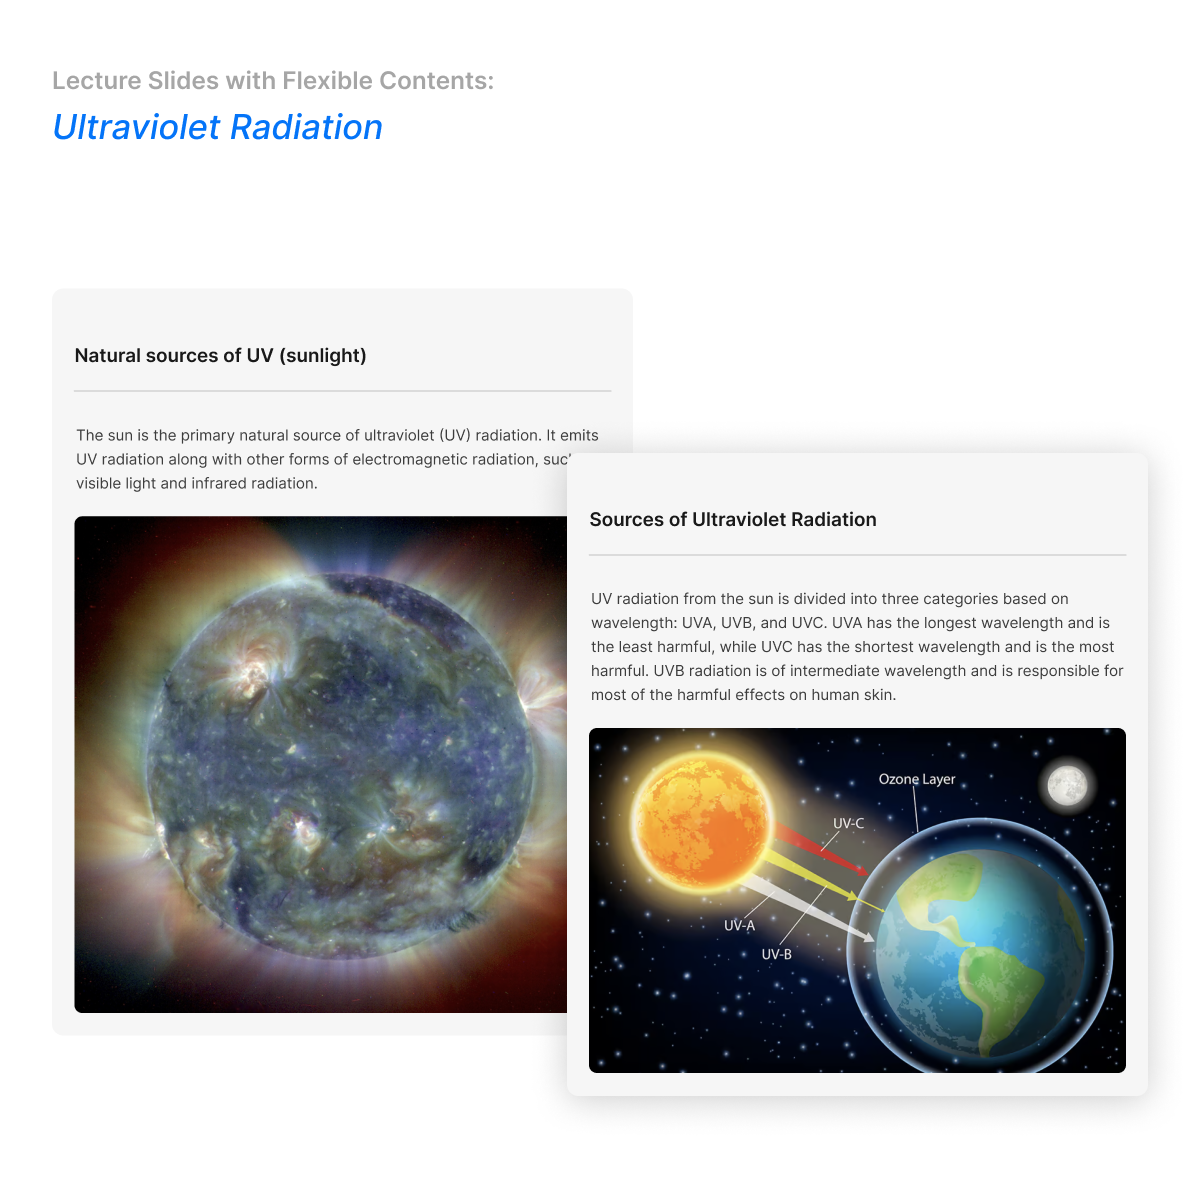 Lecture Slides with Flexible Contents:
Ultraviolet Radiation
Natural sources of UV (sunlight)
The sun is the primary natural source of ultraviolet (UV) radiation. It emits
UV radiation along with other forms of electromagnetic radiation,
visible light and infrared radiation.
Sources of Ultraviolet Radiation
UV radiation from the sun is divided into three categories based on
wavelength: UVA, UVB, and UVC. UVA has the longest wavelength and is
the least harmful, while UVC has the shortest wavelength and is the most
harmful. UVB radiation is of intermediate wavelength and is responsible for
most of the harmful effects on human skin.
Ozone Layer
UV-C
UV-A
UV-B